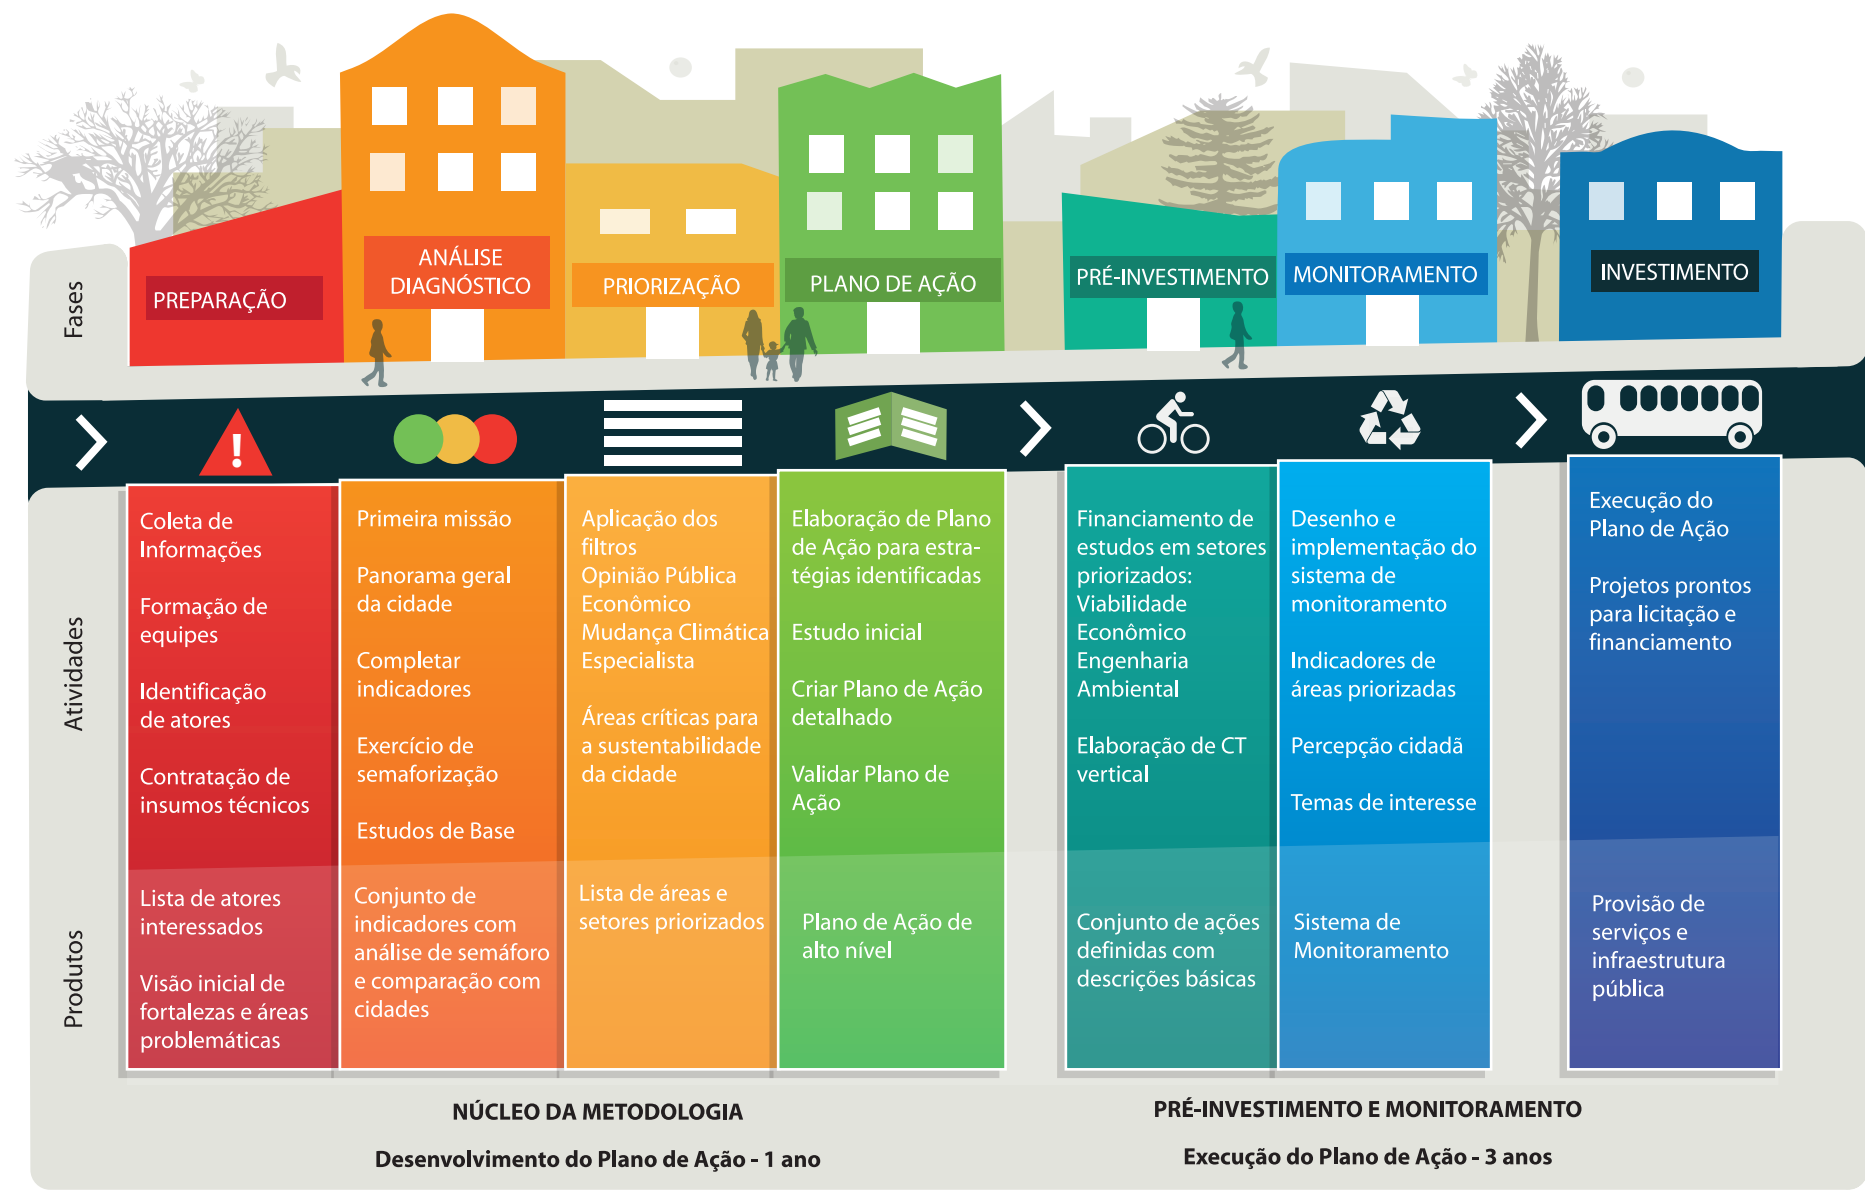 Fases
PREPARAÇÃO
ANÁLISE
DIAGNÓSTICO
PRIORIZAÇÃO
PLANO DE AÇÃO
PRÉ-INVESTIMENTO
MONITORAMENTO
INVESTIMENTO
!
Atividades
Coleta de
Informações
Formação de
equipes
Identificação
de atores
Contratação de
insumos técnicos
Primeira missão
Panorama geral
da cidade
Completar
indicadores
Exercício de
semaforização
Estudos de Base
Aplicação dos
filtros
Opinião Pública
Econômico
Mudança Climática
Especialista
Áreas críticas para
a sustentabilidade
da cidade
Elaboração de Plano
de Ação para estra-
tégias identificadas
Estudo inicial
Criar Plano de Ação
detalhado
Validar Plano de
Ação
Financiamento de
estudos em setores
priorizados:
Viabilidade
Econômico
Engenharia
Ambiental
Elaboração de CT
vertical
Desenho e
implementação do
sistema de
monitoramento
Indicadores de
áreas priorizadas
Percepção cidadã
Temas de interesse
Execução do
Plano de Ação
Projetos prontos
para licitação e
financiamento
Produtos
Lista de atores
interessados
Visão inicial de
fortalezas e áreas
problemáticas
Conjunto de
indicadores com
análise de semáforo
e comparação com
cidades
Lista de áreas e
setores priorizados
Plano de Ação de
alto nível
Conjunto de ações
definidas com
descrições básicas
Sistema de
Monitoramento
Provisão de
serviços e
infraestrutura
pública
NÚCLEO DA METODOLOGIA
Desenvolvimento do Plano de Ação - 1 ano
PRÉ-INVESTIMENTO E MONITORAMENTO
Execução do Plano de Ação - 3 anos